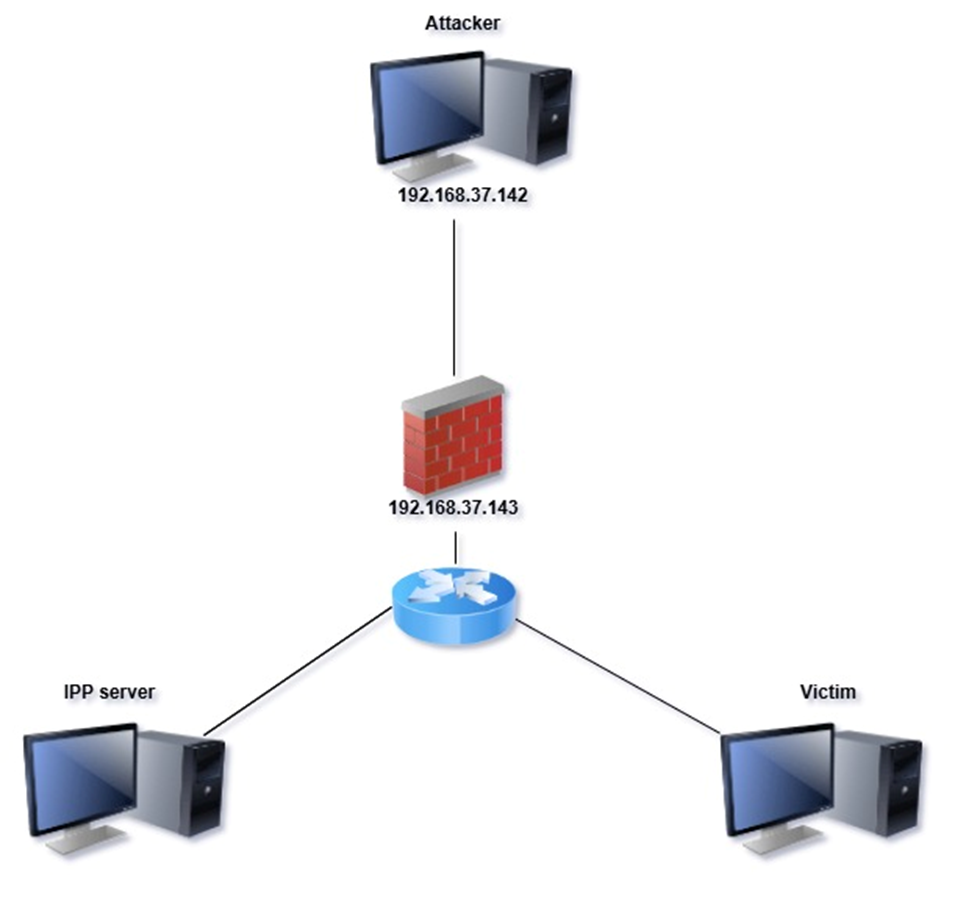 Attacker
192.168.37.142
192.168.37.143
IPP server
Victim